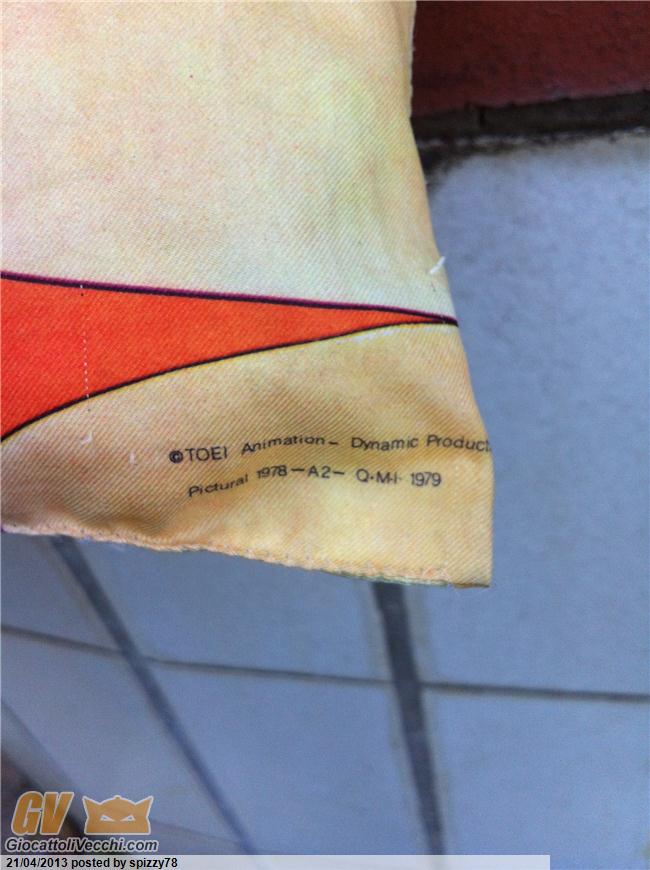 ©TOEI Animation - Dynamic Product
Pictural 1978-A2- Q.M.I. 1979
GV
GiocattoliVecchi.com
21/04/2013 posted by spizzy78